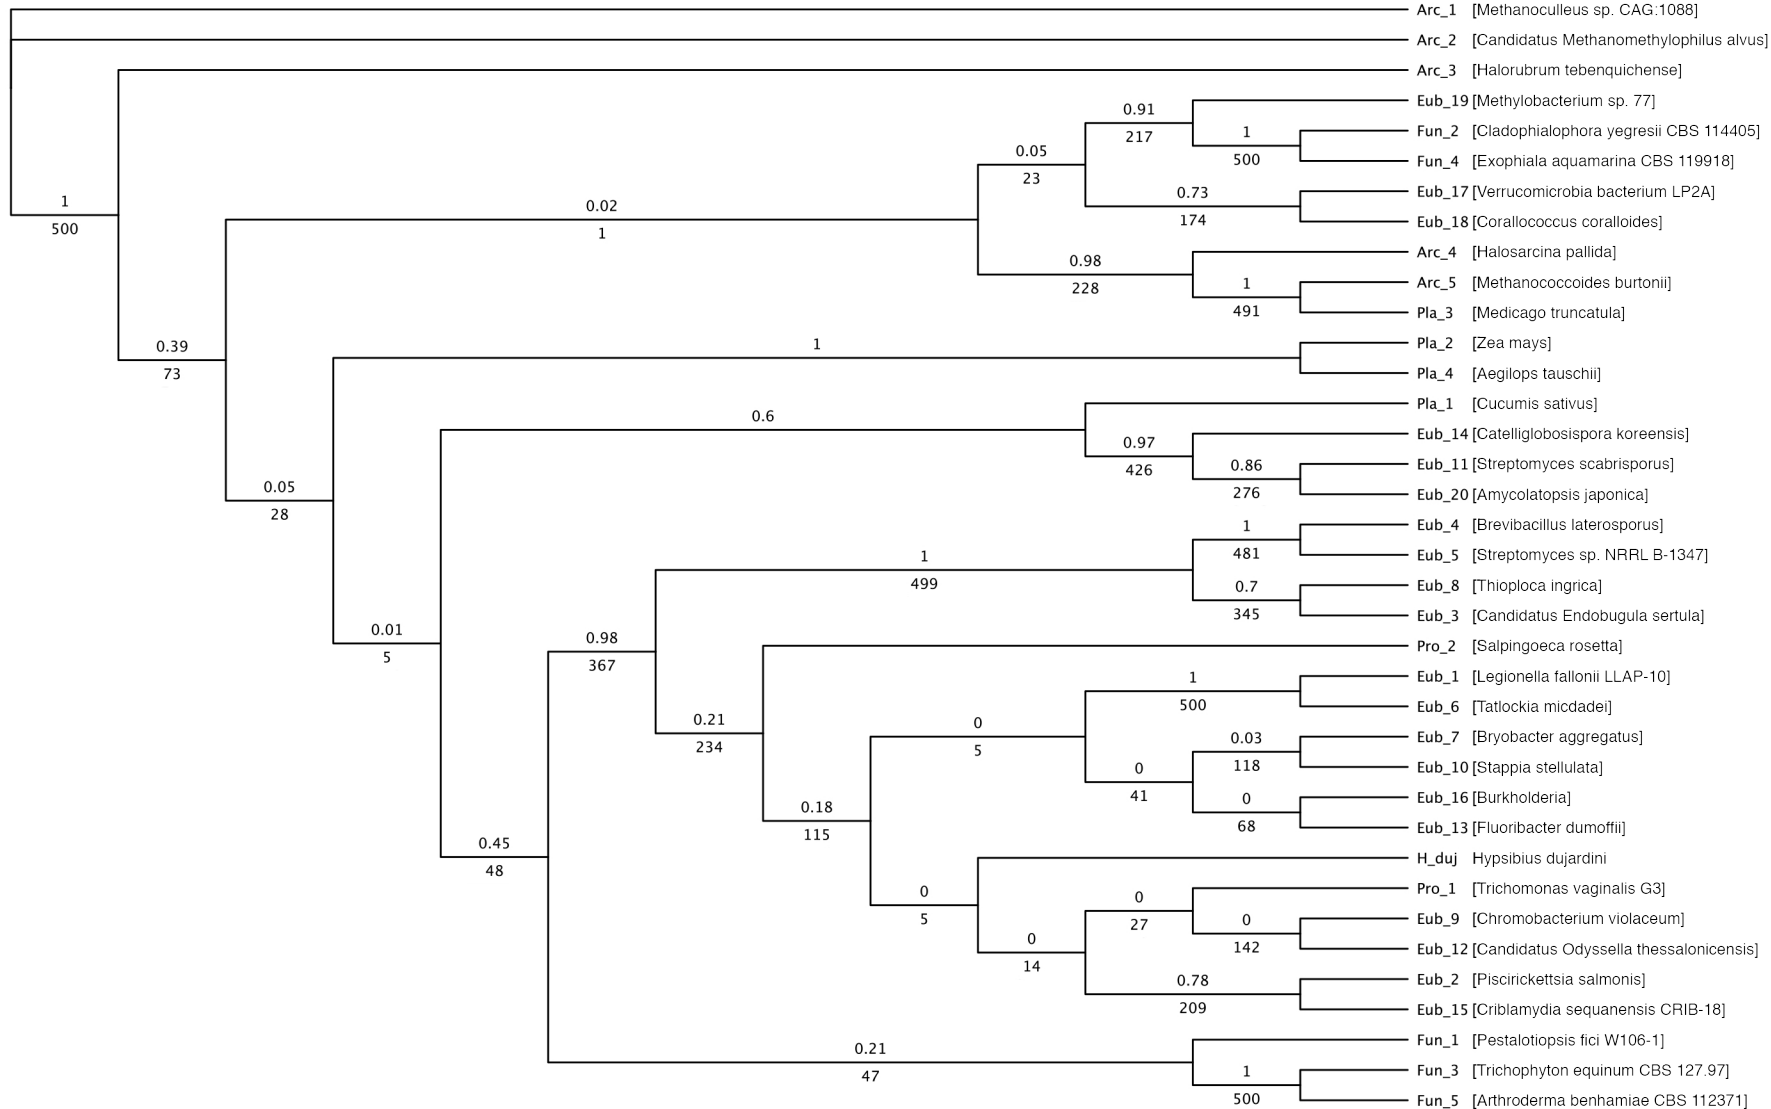 Arc_1 [Methanoculleus sp. CAG:1088]
Arc_2 [Candidatus Methanomethylophilus alvus]
Arc_3 [Halorubrum tebenquichense]
Eub_19 [Methylobacterium sp. 77]
0.91
Fun_2 [Cladophialophora yegresii CBS 114405]
1
217
0.05
Fun_4 [Exophiala aquamarina CBS 119918]
500
23
Eub_17 [Verrucomicrobia bacterium LP2A]
0.73
1
0.02
174
Eub_18 [Corallococcus coralloides]
500
1
Arc_4 [Halosarcina pallida]
0.98
Arc_5 [Methanococcoides burtonii]
1
228
491
Pla_3 [Medicago truncatula]
Pla_2 [Zea mays]
0.39
1
73
Pla_4 [Aegilops tauschii]
Pla_1 [Cucumis sativus]
0.6
Eub_14 [Catelliglobosispora koreensis]
0.97
0.86
Eub_11 [Streptomyces scabrisporus]
426
0.05
276
Eub_20 [Amycolatopsis japonica]
28
Eub_4 [Brevibacillus laterosporus]
1
481
Eub_5 [Streptomyces sp. NRRL B-1347]
1
499
0.7
Eub_8 [Thioploca ingrica]
345
Eub_3 [Candidatus Endobugula sertula]
0.01
0.98
5
367
Pro_2 [Salpingoeca rosetta]
Eub_1 [Legionella fallonii LLAP-10]
1
500
Eub_6 [Tatlockia micdadei]
0.21
0
234
5
0.03
Eub_7 [Bryobacter aggregatus]
0
118
Eub_10 [Stappia stellulata]
41
0
Eub_16 [Burkholderia]
0.18
115
68
Eub_13 [Fluoribacter dumoffii]
0.45
48
H_duj Hypsibius dujardini
0
5
0
Pro_1 [Trichomonas vaginalis G3]
27
0
Eub_9 [Chromobacterium violaceum]
0
14
142
Eub_12 [Candidatus Odyssella thessalonicensis]
0.78
Eub_2 [Piscirickettsia salmonis]
209
Eub_15 [Criblamydia sequanensis CRIB-18]
Fun_1 [Pestalotiopsis fici W106-1]
0.21
47
1
Fun_3 [Trichophyton equinum CBS 127.97]
500
Fun_5 [Arthroderma benhamiae CBS 112371]